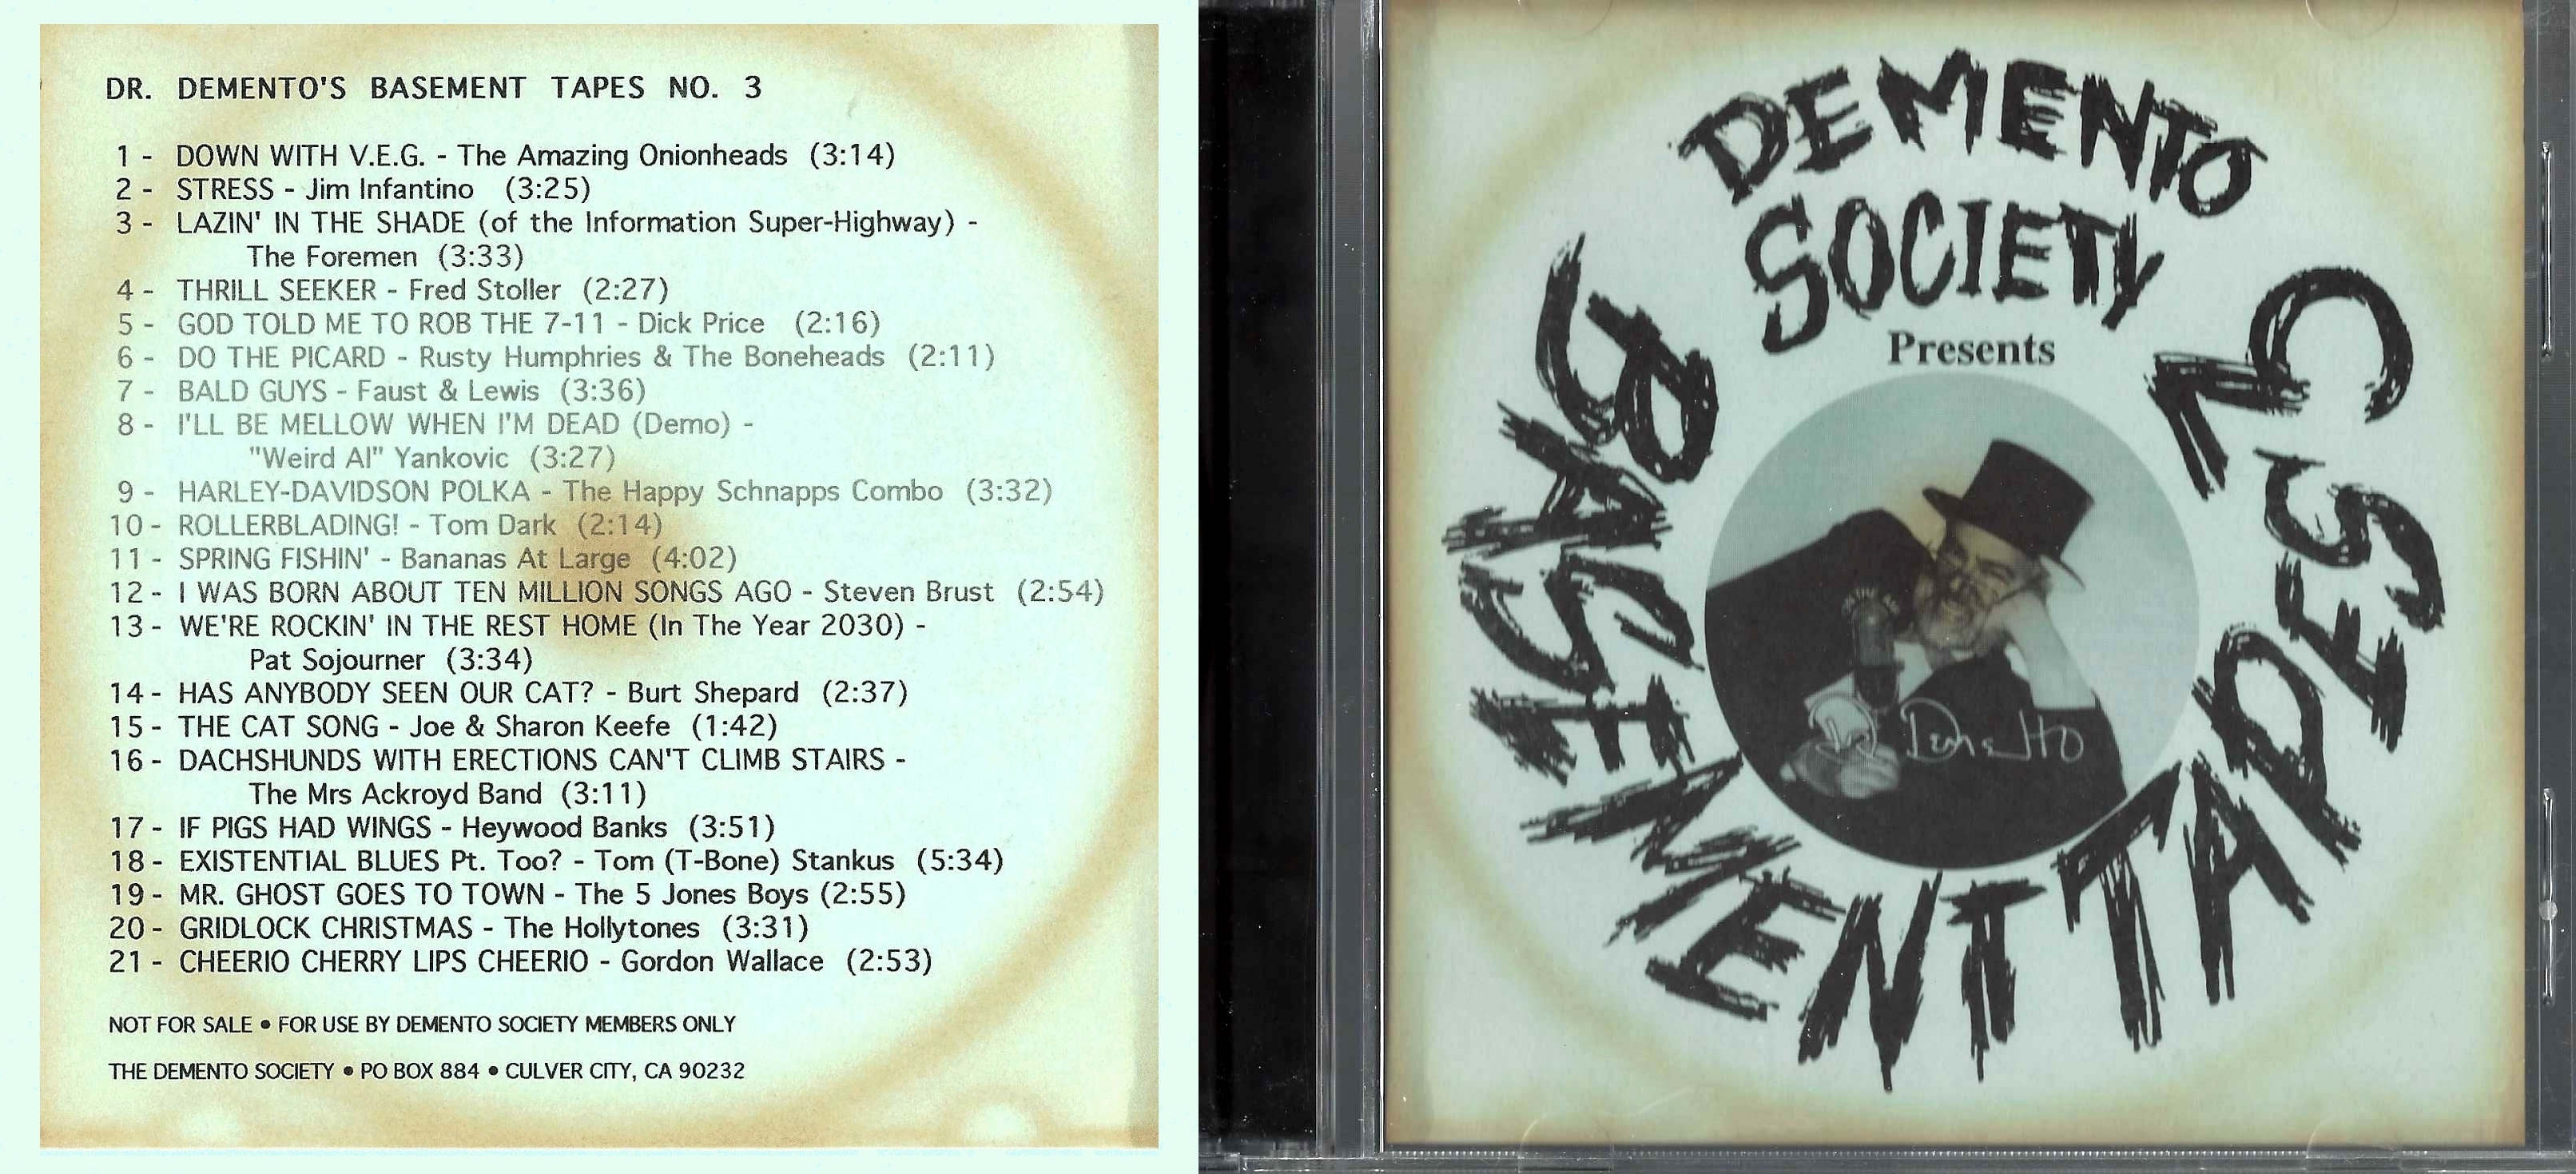 DR. DEMENTO'S BASEMENT TAPES NO. 3
1 - DOWN WITH V.E.G. - The Amazing Onionheads (3:14)
2 - STRESS - Jim Infantino (3:25)
3 - LAZIN' IN THE SHADE (of the Information Super-Highway) -
The Foremen (3:33)
4 - THRILL SEEKER - Fred Stoller (2:27)
5 - GOD TOLD ME TO ROB THE 7-11 - Dick Price (2:16)
6 - DO THE PICARD - Rusty Humphries & The Boneheads (2:11)
7 - BALD GUYS - Faust & Lewis (3:36)
8 - I'LL BE MELLOW WHEN I'M DEAD (Demo) -
"Weird Al" Yankovic (3:27)
9 - HARLEY-DAVIDSON POLKA - The Happy Schnapps Combo (3:32)
10 - ROLLERBLADING! - Tom Dark (2:14)
11 - SPRING FISHIN' - Bananas At Large (4:02)
12 - I WAS BORN ABOUT TEN MILLION SONGS AGO - Steven Brust (2:54)
13 - WE'RE ROCKIN' IN THE REST HOME (In The Year 2030) -
Pat Sojourner (3:34)
14 - HAS ANYBODY SEEN OUR CAT? - Burt Shepard (2:37)
15 - THE CAT SONG - Joe & Sharon Keefe (1:42)
16 - DACHSHUNDS WITH ERECTIONS CAN'T CLIMB STAIRS -
The Mrs Ackroyd Band (3:11)
17 - IF PIGS HAD WINGS - Heywood Banks (3:51)
18 - EXISTENTIAL BLUES Pt. Too? - Tom (T-Bone) Stankus (5:34)
19 - MR. GHOST GOES TO TOWN - The 5 Jones Boys (2:55)
20 - GRIDLOCK CHRISTMAS - The Hollytones (3:31)
21 - CHEERIO CHERRY LIPS CHEERIO - Gordon Wallace (2:53)
NOT FOR SALE • FOR USE BY DEMENTO SOCIETY MEMBERS ONLY
THE DEMENTO SOCIETY • PO BOX 884 • CULVER CITY, CA 90232
DEMENTO
SOCIETY
Presents
BASEMENT TAPES
Dr Demento